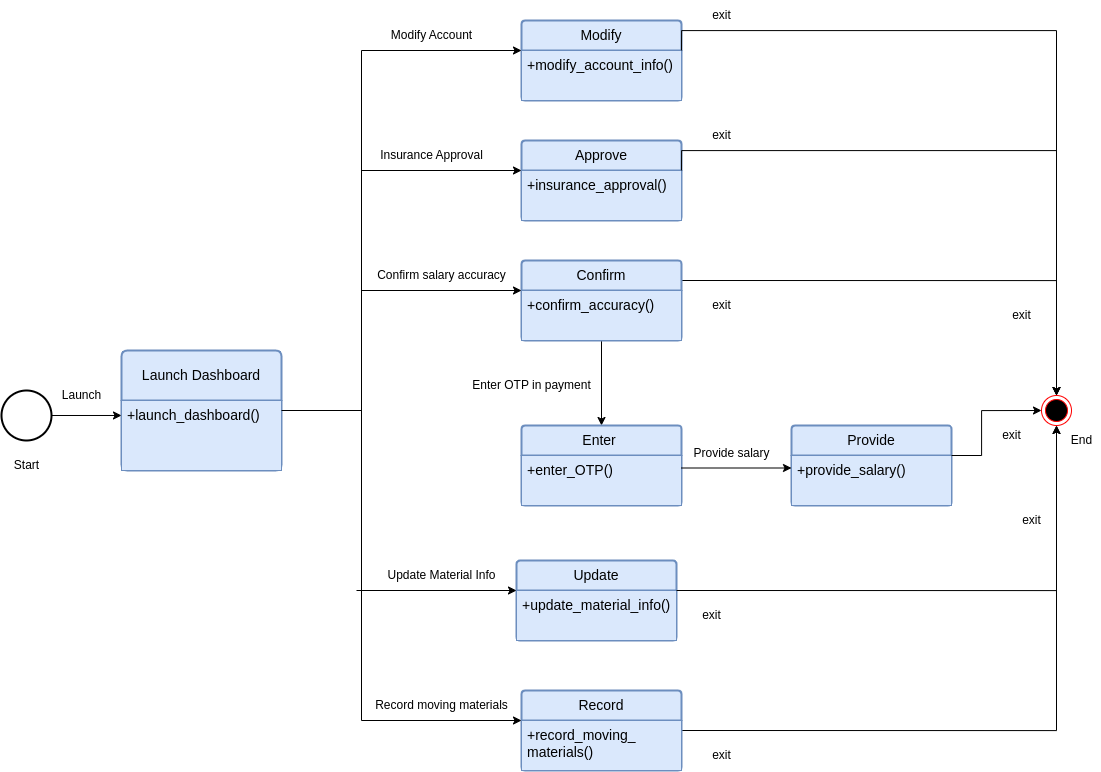 exit
Modify Account
Modify
+modify_account_info()
exit
Insurance Approval
Approve
+insurance_approval()
Confirm salary accuracy
Confirm
+confirm_accuracy()
exit
exit
Launch Dashboard
+launch_dashboard()
Launch
Start
Enter OTP in payment
Enter
+enter_OTP()
Provide salary
Provide
+provide_salary()
exit
End
exit
Update Material Info
Update
+update_material_info()
exit
Record moving materials
Record
+record_moving_
materials()
exit